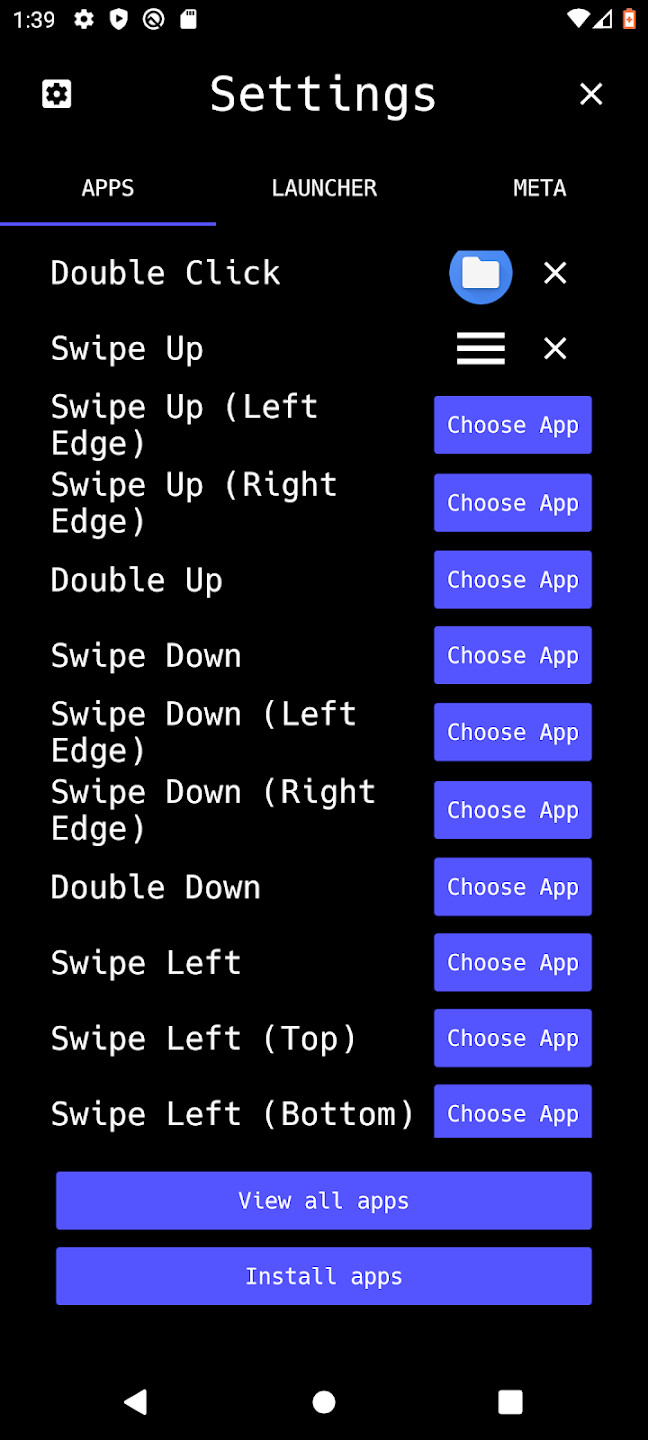 1:39
Settings
APPS
LAUNCHER
META
Double Click
Swipe Up
Swipe Up (Left
Edge)
Choose App
Swipe Up (Right
Edge)
Choose App
Double Up
Choose App
Swipe Down
Choose App
Swipe Down (Left
Edge)
Choose App
Swipe Down (Right
Edge)
Choose App
Double Down
Choose App
Swipe Left
Choose App
Swipe Left (Top)
Choose App
Swipe Left (Bottom)
Choose App
View all apps
Install apps